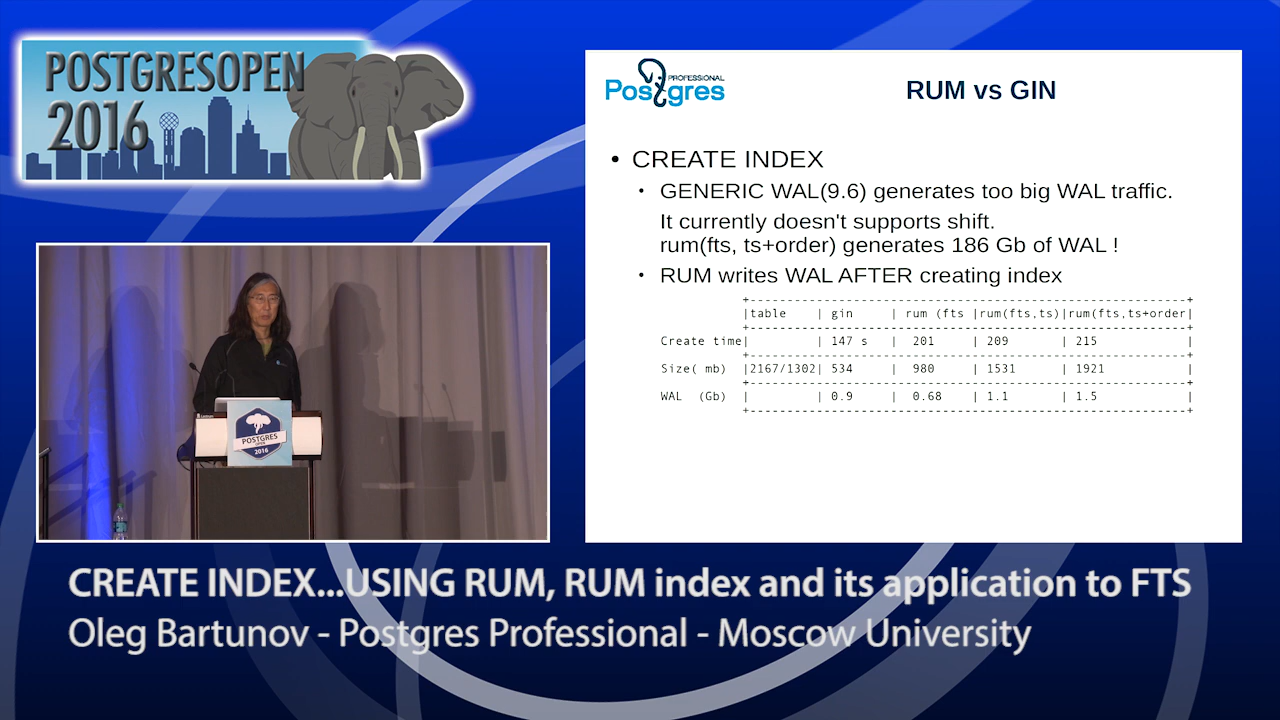 POSTGRESOPEN
2016
PROFESSIONAL
Postgres
RUM vs GIN
• CREATE INDEX
• GENERIC WAL(9.6) generates too big WAL traffic.
It currently doesn't supports shift.
rum(fts, ts+order) generates 186 Gb of WAL !
• RUM writes WAL AFTER creating index
+-----------------------------------------------------------+
|table | gin | rum (fts |rum(fts,ts)|rum(fts,ts+order|
+-----------------------------------------------------------+
Create time| | 147 s | 201 | 209 | 215 |
+-----------------------------------------------------------+
Size( mb) |2167/1302| 534 | 980 | 1531 | 1921 |
+-----------------------------------------------------------+
WAL (Gb) | | 0.9 | 0.68 | 1.1 | 1.5 |
+-----------------------------------------------------------+
POSTGRES
OPEN
2016
CREATE INDEX...USING RUM, RUM index and its application to FTS
Oleg Bartunov - Postgres Professional - Moscow University